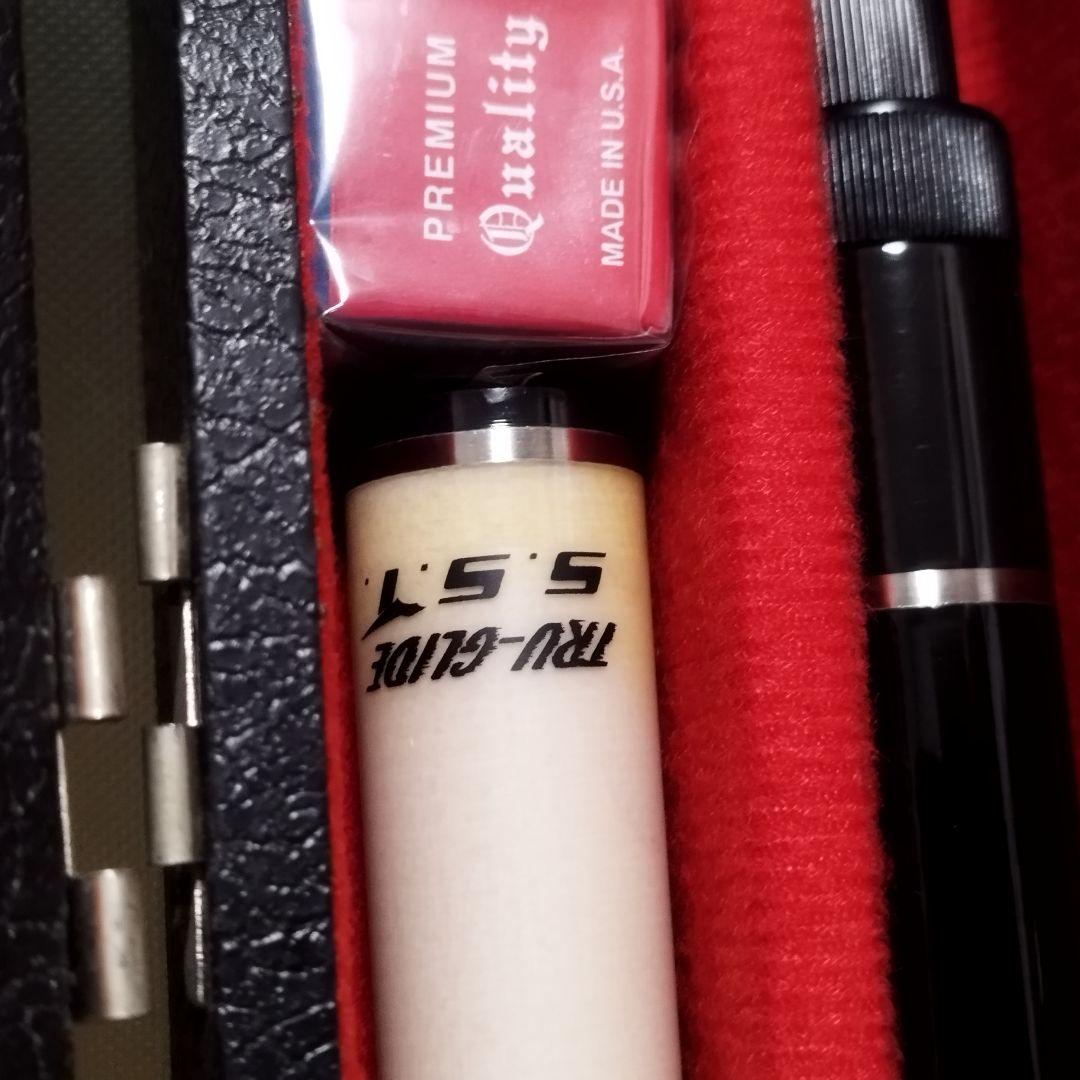 PREMIUM
Quality
MADE IN U.S.A.
TRU-GLIDE
S.S.T.